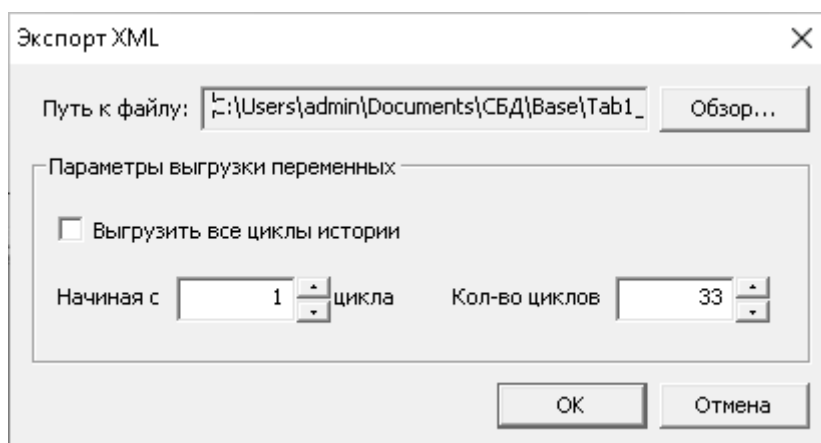 Экспорт XML
Путь к файлу: C:\Users\admin\Documents\СБД\Base\Tab1_ Обзор...
Параметры выгрузки переменных
Выгрузить все циклы истории
Начиная с 1 цикла Кол-во циклов 33
ОК Отмена